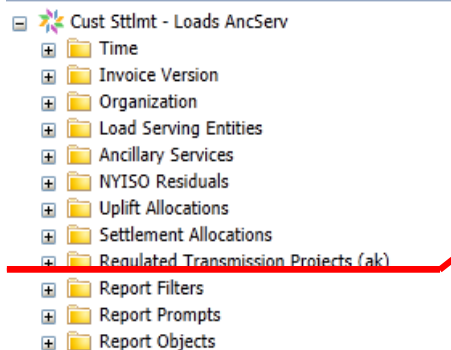 Cust Sttlmt - Loads AncServ
Time
Invoice Version
Organization
Load Serving Entities
Ancillary Services
NYISO Residuals
Uplift Allocations
Settlement Allocations
Regulated Transmission Projects (ak)
Report Filters
Report Prompts
Report Objects